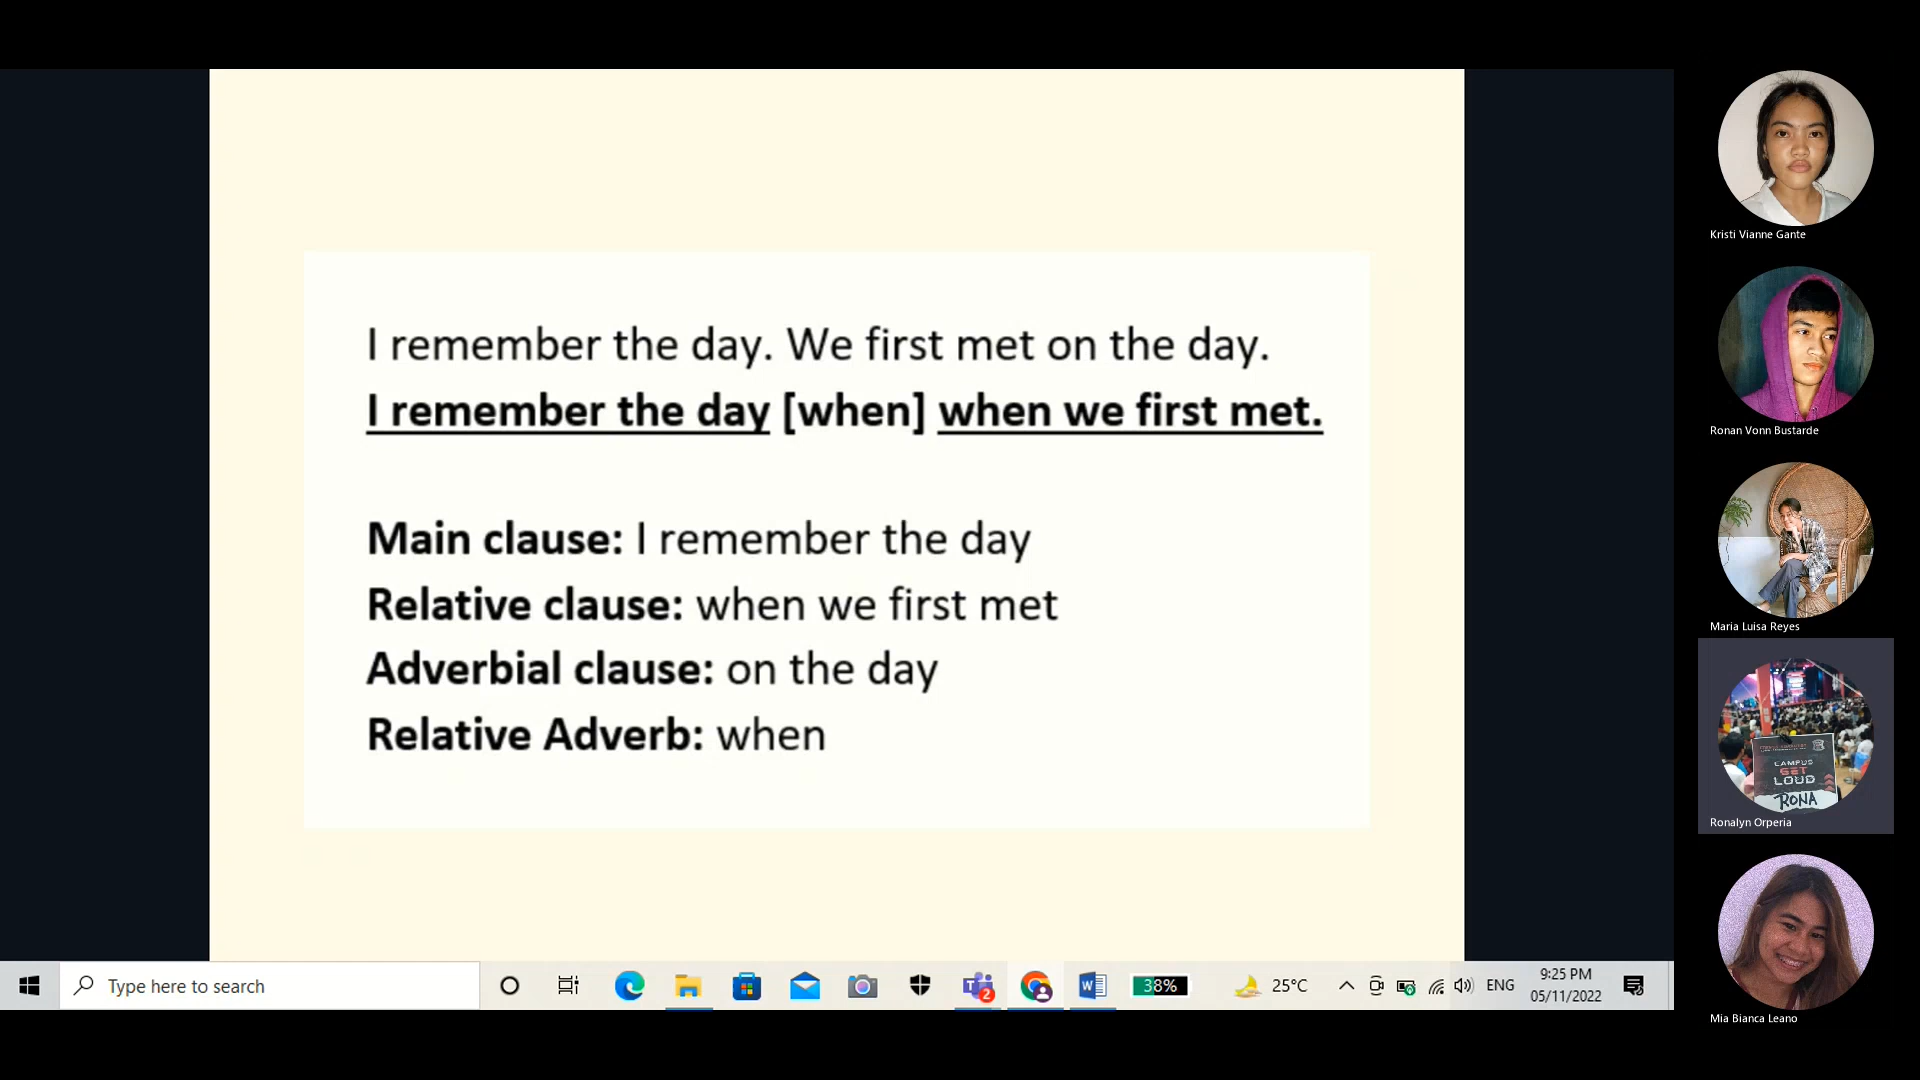 I remember the day. We first met on the day.
I remember the day [when] when we first met.
Main clause: I remember the day
Relative clause: when we first met
Adverbial clause: on the day
Relative Adverb: when
Kristi Vianne Gante
Ronan Vonn Bustarde
Maria Luisa Reyes
CAMPUS
GET
LOUD
RONA
Ronalyn Orperia
Mia Bianca Leano
Type here to search
2
38%
25°C
ENG
9:25 PM
05/11/2022